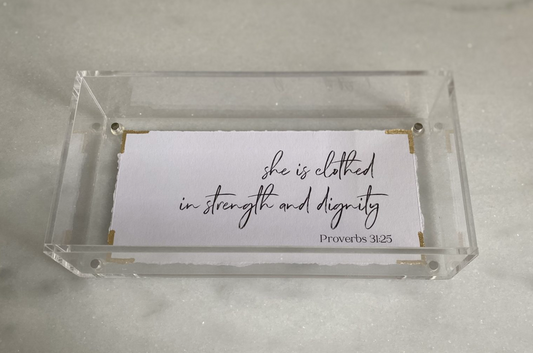 she is clothed
in strength and dignity
Proverbs 31:25